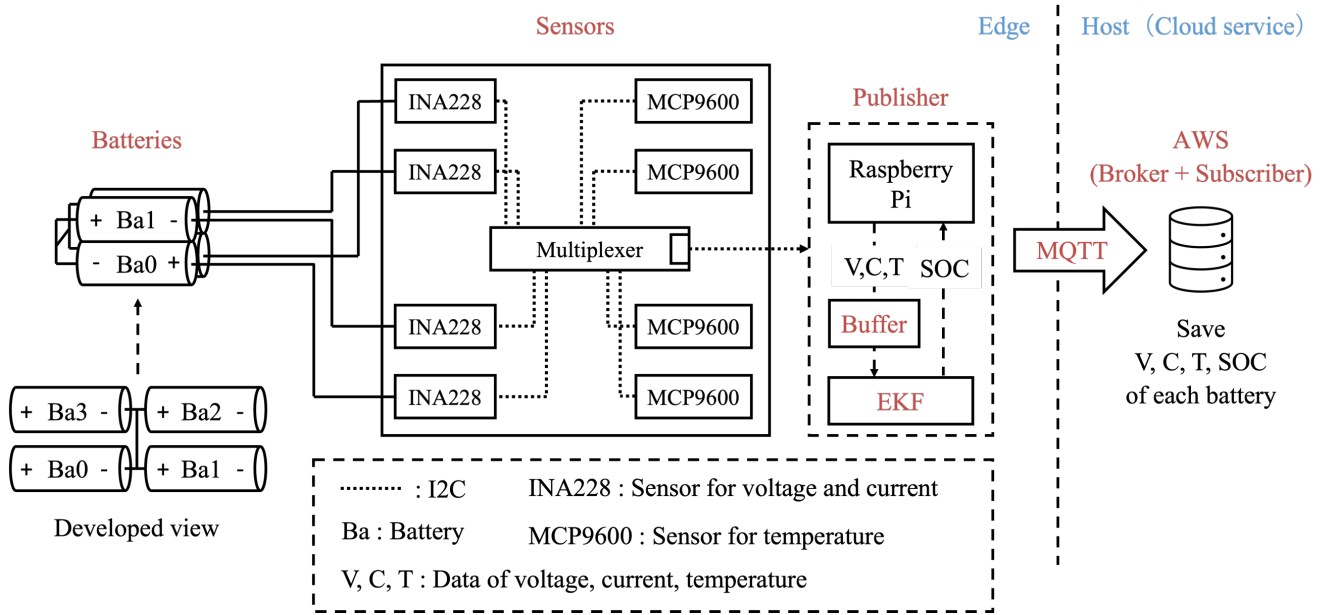 Sensors
Edge
Host（Cloud service）
Batteries
+ Ba1 -
- Ba0 +
+ Ba3 -
+ Ba2 -
+ Ba0 -
+ Ba1 -
Developed view
INA228
INA228
INA228
INA228
MCP9600
MCP9600
MCP9600
MCP9600
Multiplexer
Publisher
Raspberry
Pi
V,C,T
SOC
Buffer
EKF
MQTT
AWS
(Broker + Subscriber)
Save
V, C, T, SOC
of each battery
: I2C
INA228 : Sensor for voltage and current
Ba : Battery
MCP9600 : Sensor for temperature
V, C, T : Data of voltage, current, temperature